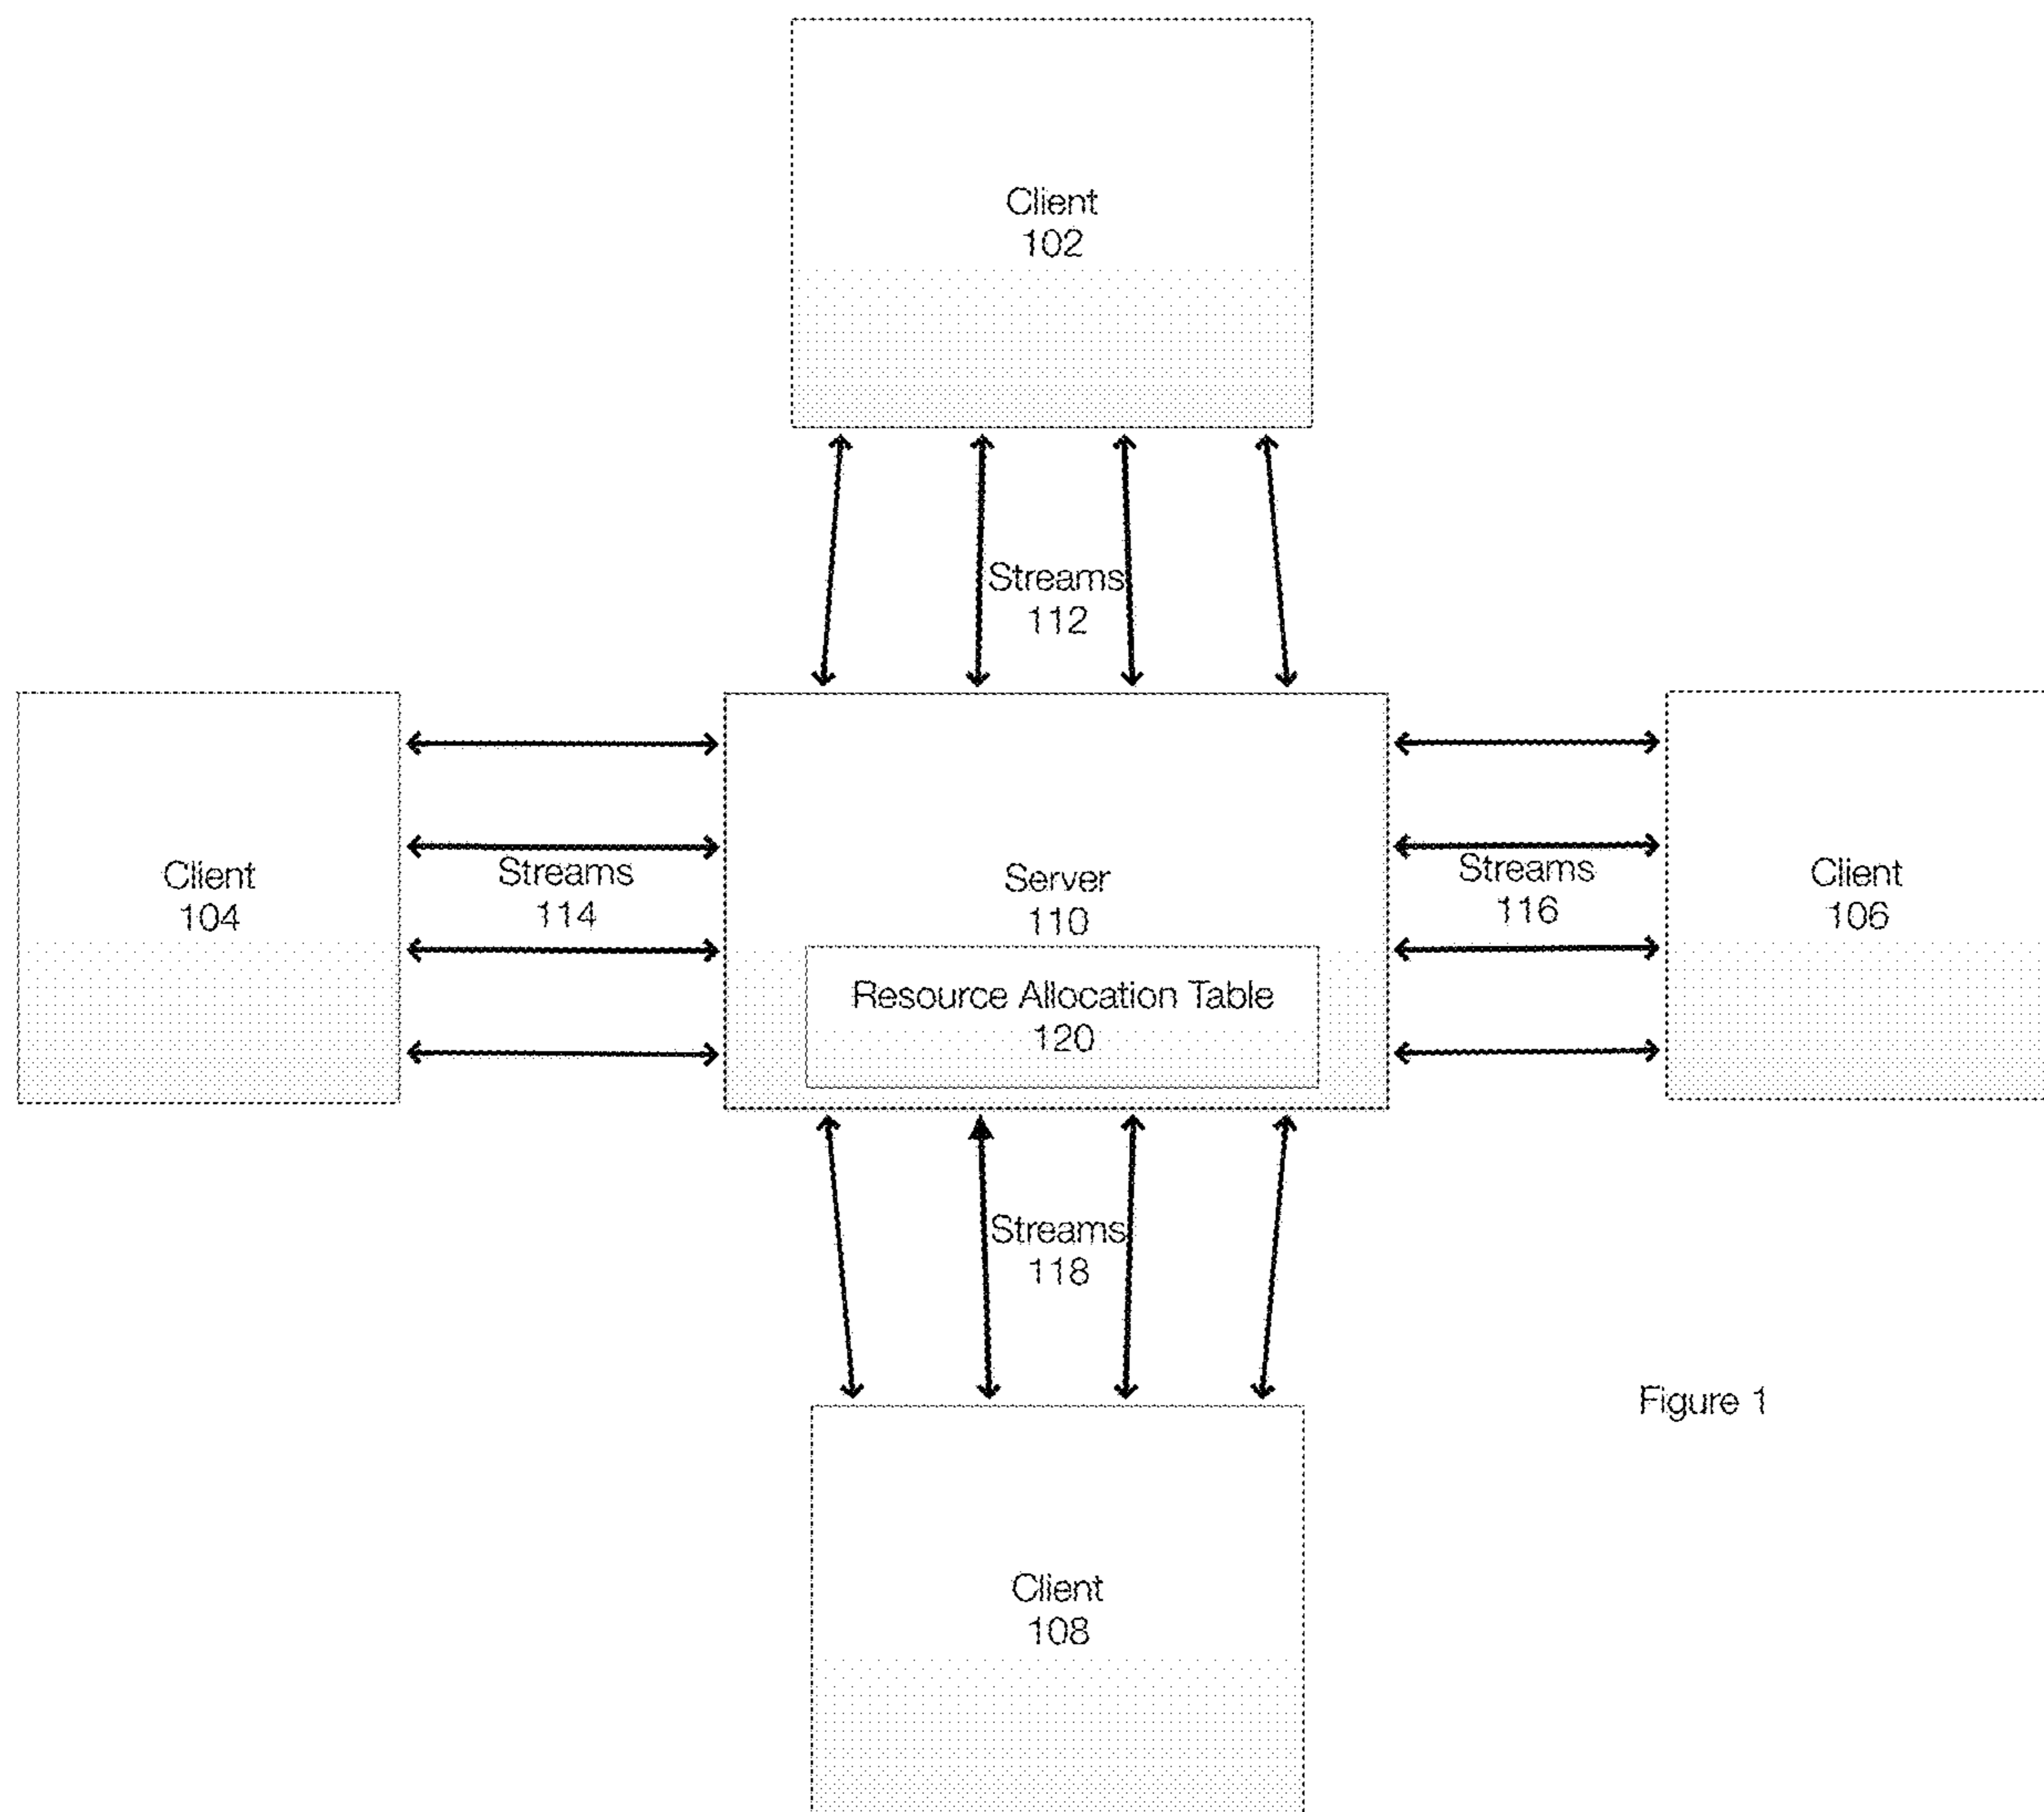 Client
102
Streams
112
Client
104
Streams
114
Server
110
Resource Allocation Table
120
Streams
116
Client
106
Streams
118
Client
108
Figure 1